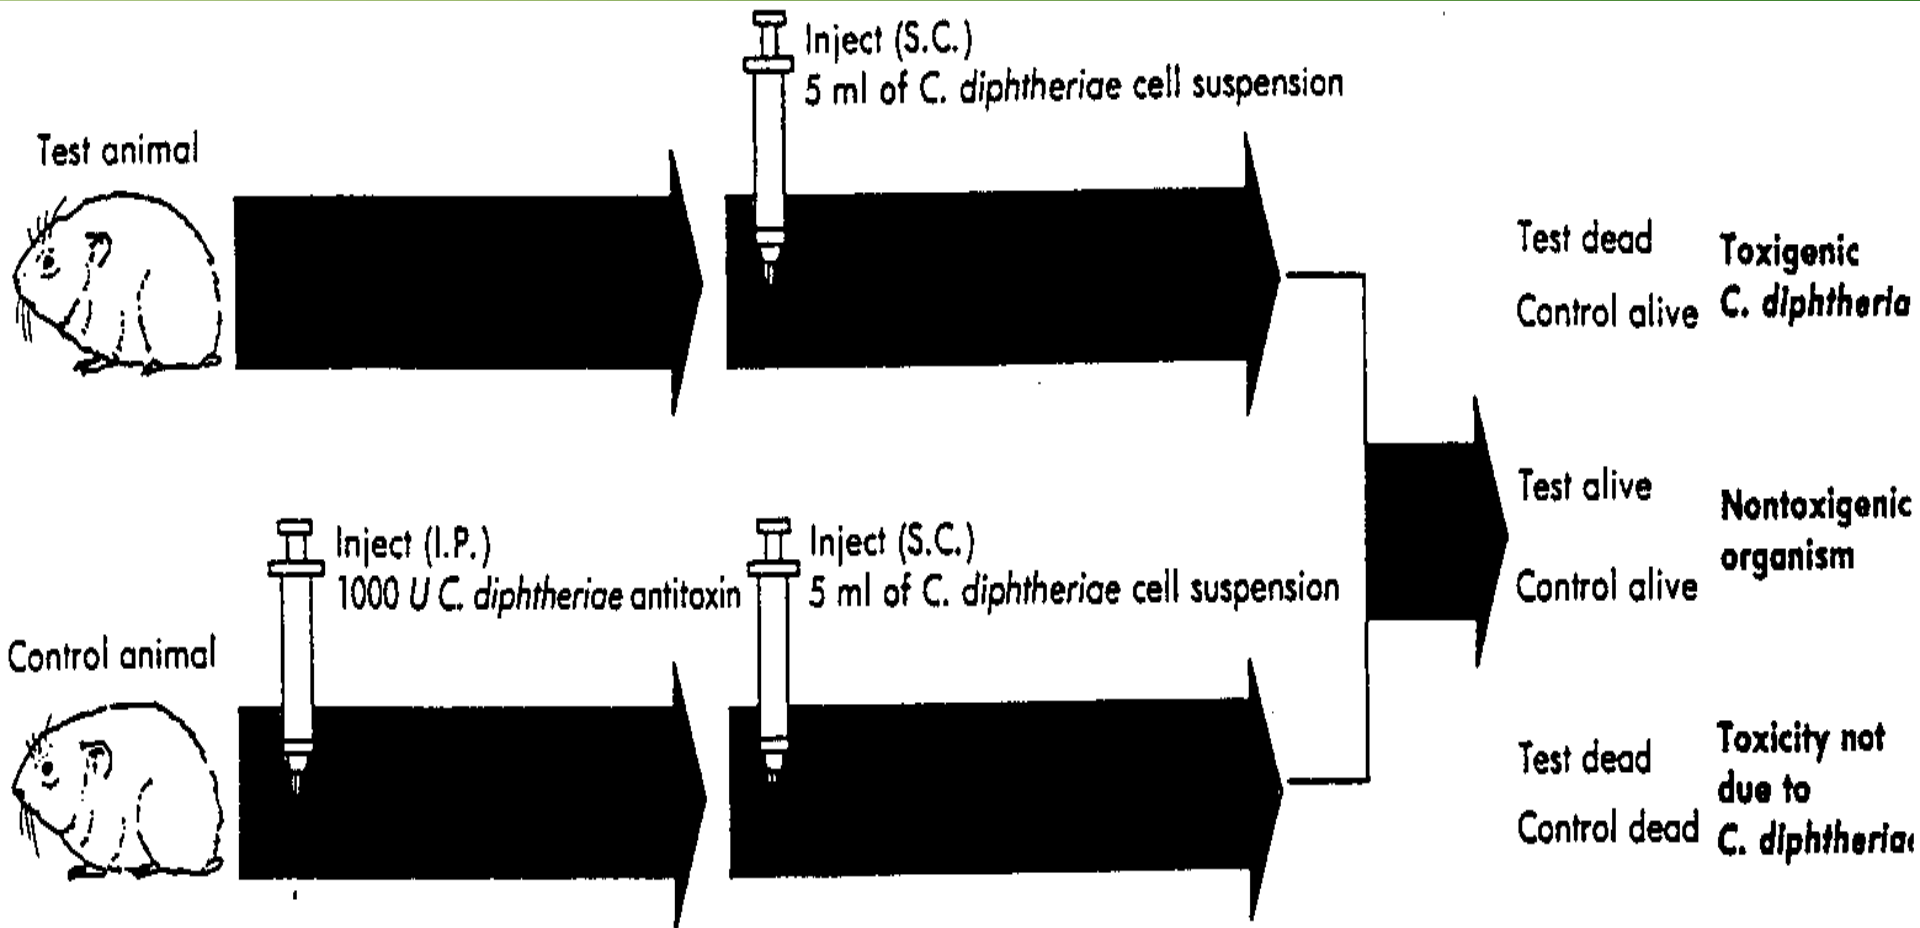 Inject (S.C.)
5 ml of C. diphtheriae cell suspension
Test animal
Test dead
Control alive
Toxigenic
C. diphtheria
Inject (I.P.)
1000 U C. diphtheriae antitoxin
Inject (S.C.)
5 ml of C. diphtheriae cell suspension
Control animal
Test alive
Control alive
Nontoxigenic
organism
Test dead
Control dead
Toxicity not
due to
C. diphtheriae